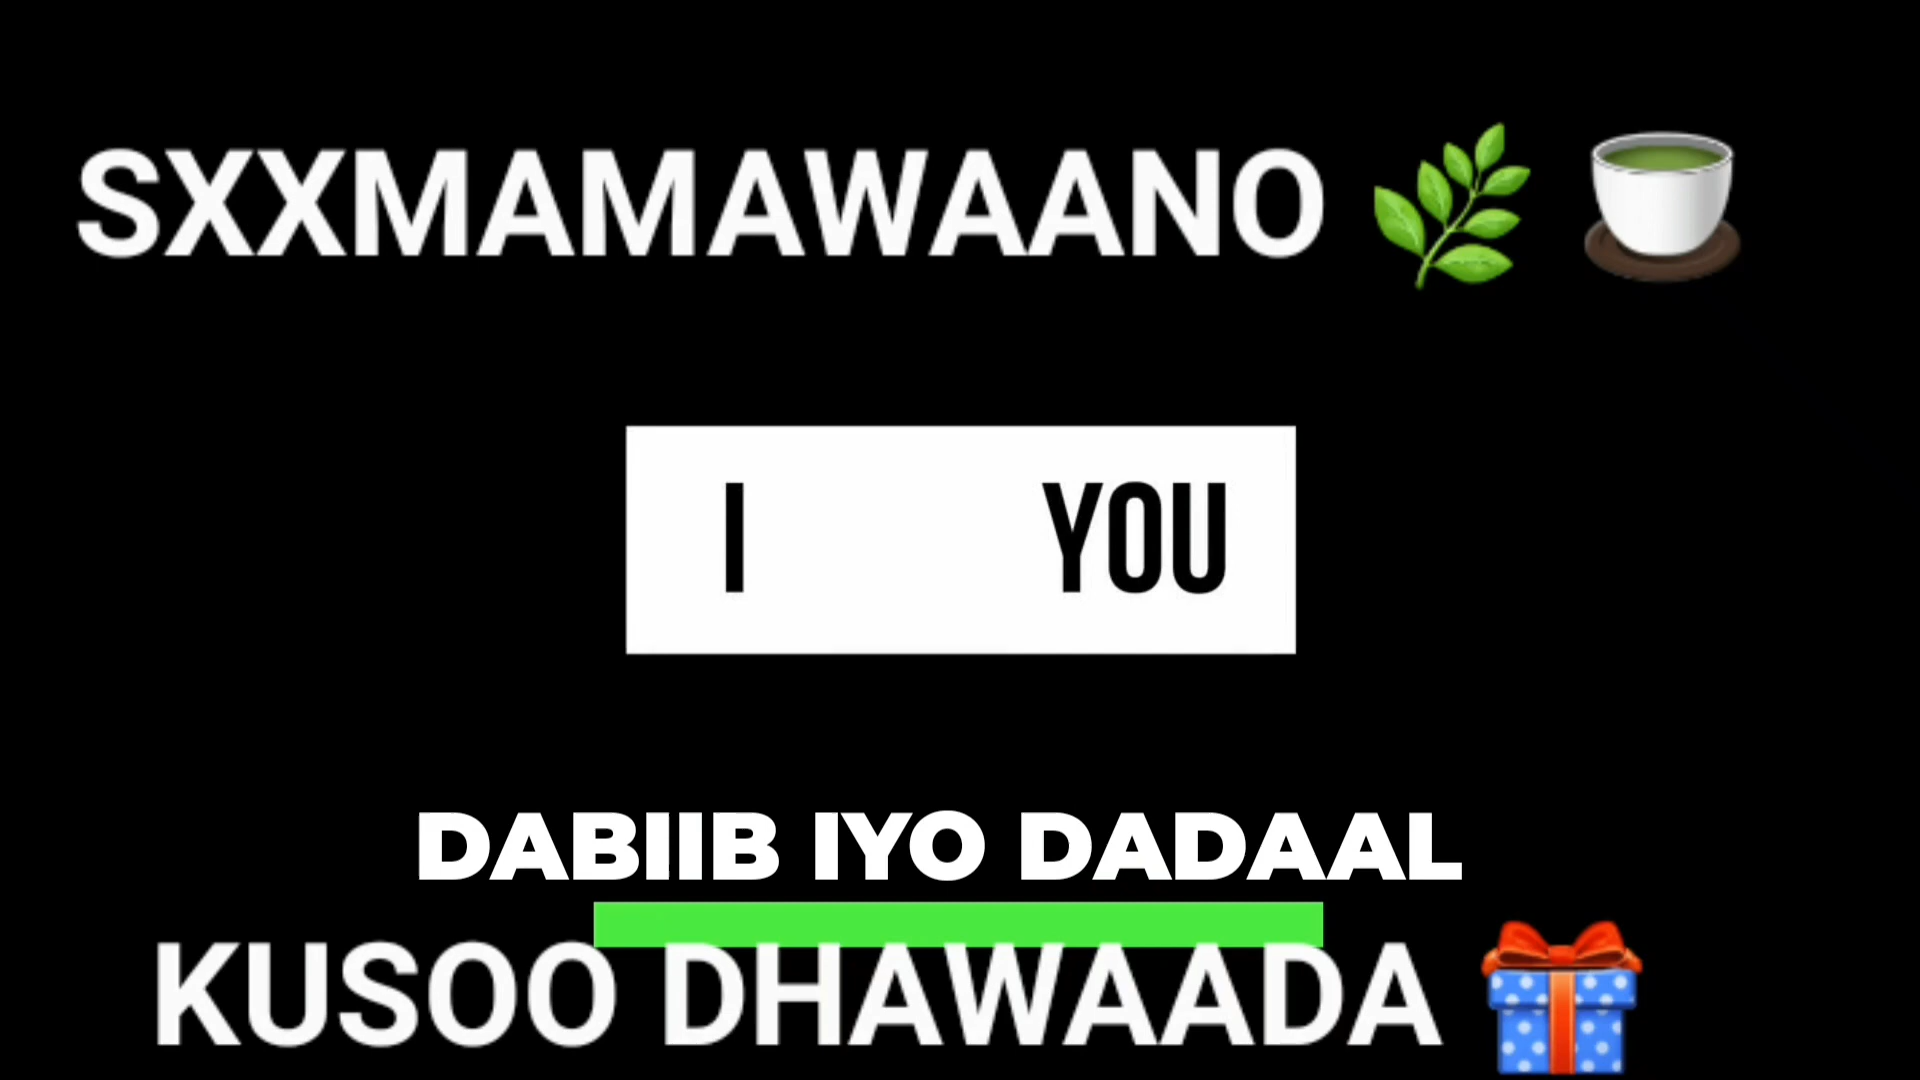 SXXMAMAWAANO 🌿 🍵
I YOU
DABIIB IYO DADAAL
KUSOO DHAWAADA 🎁